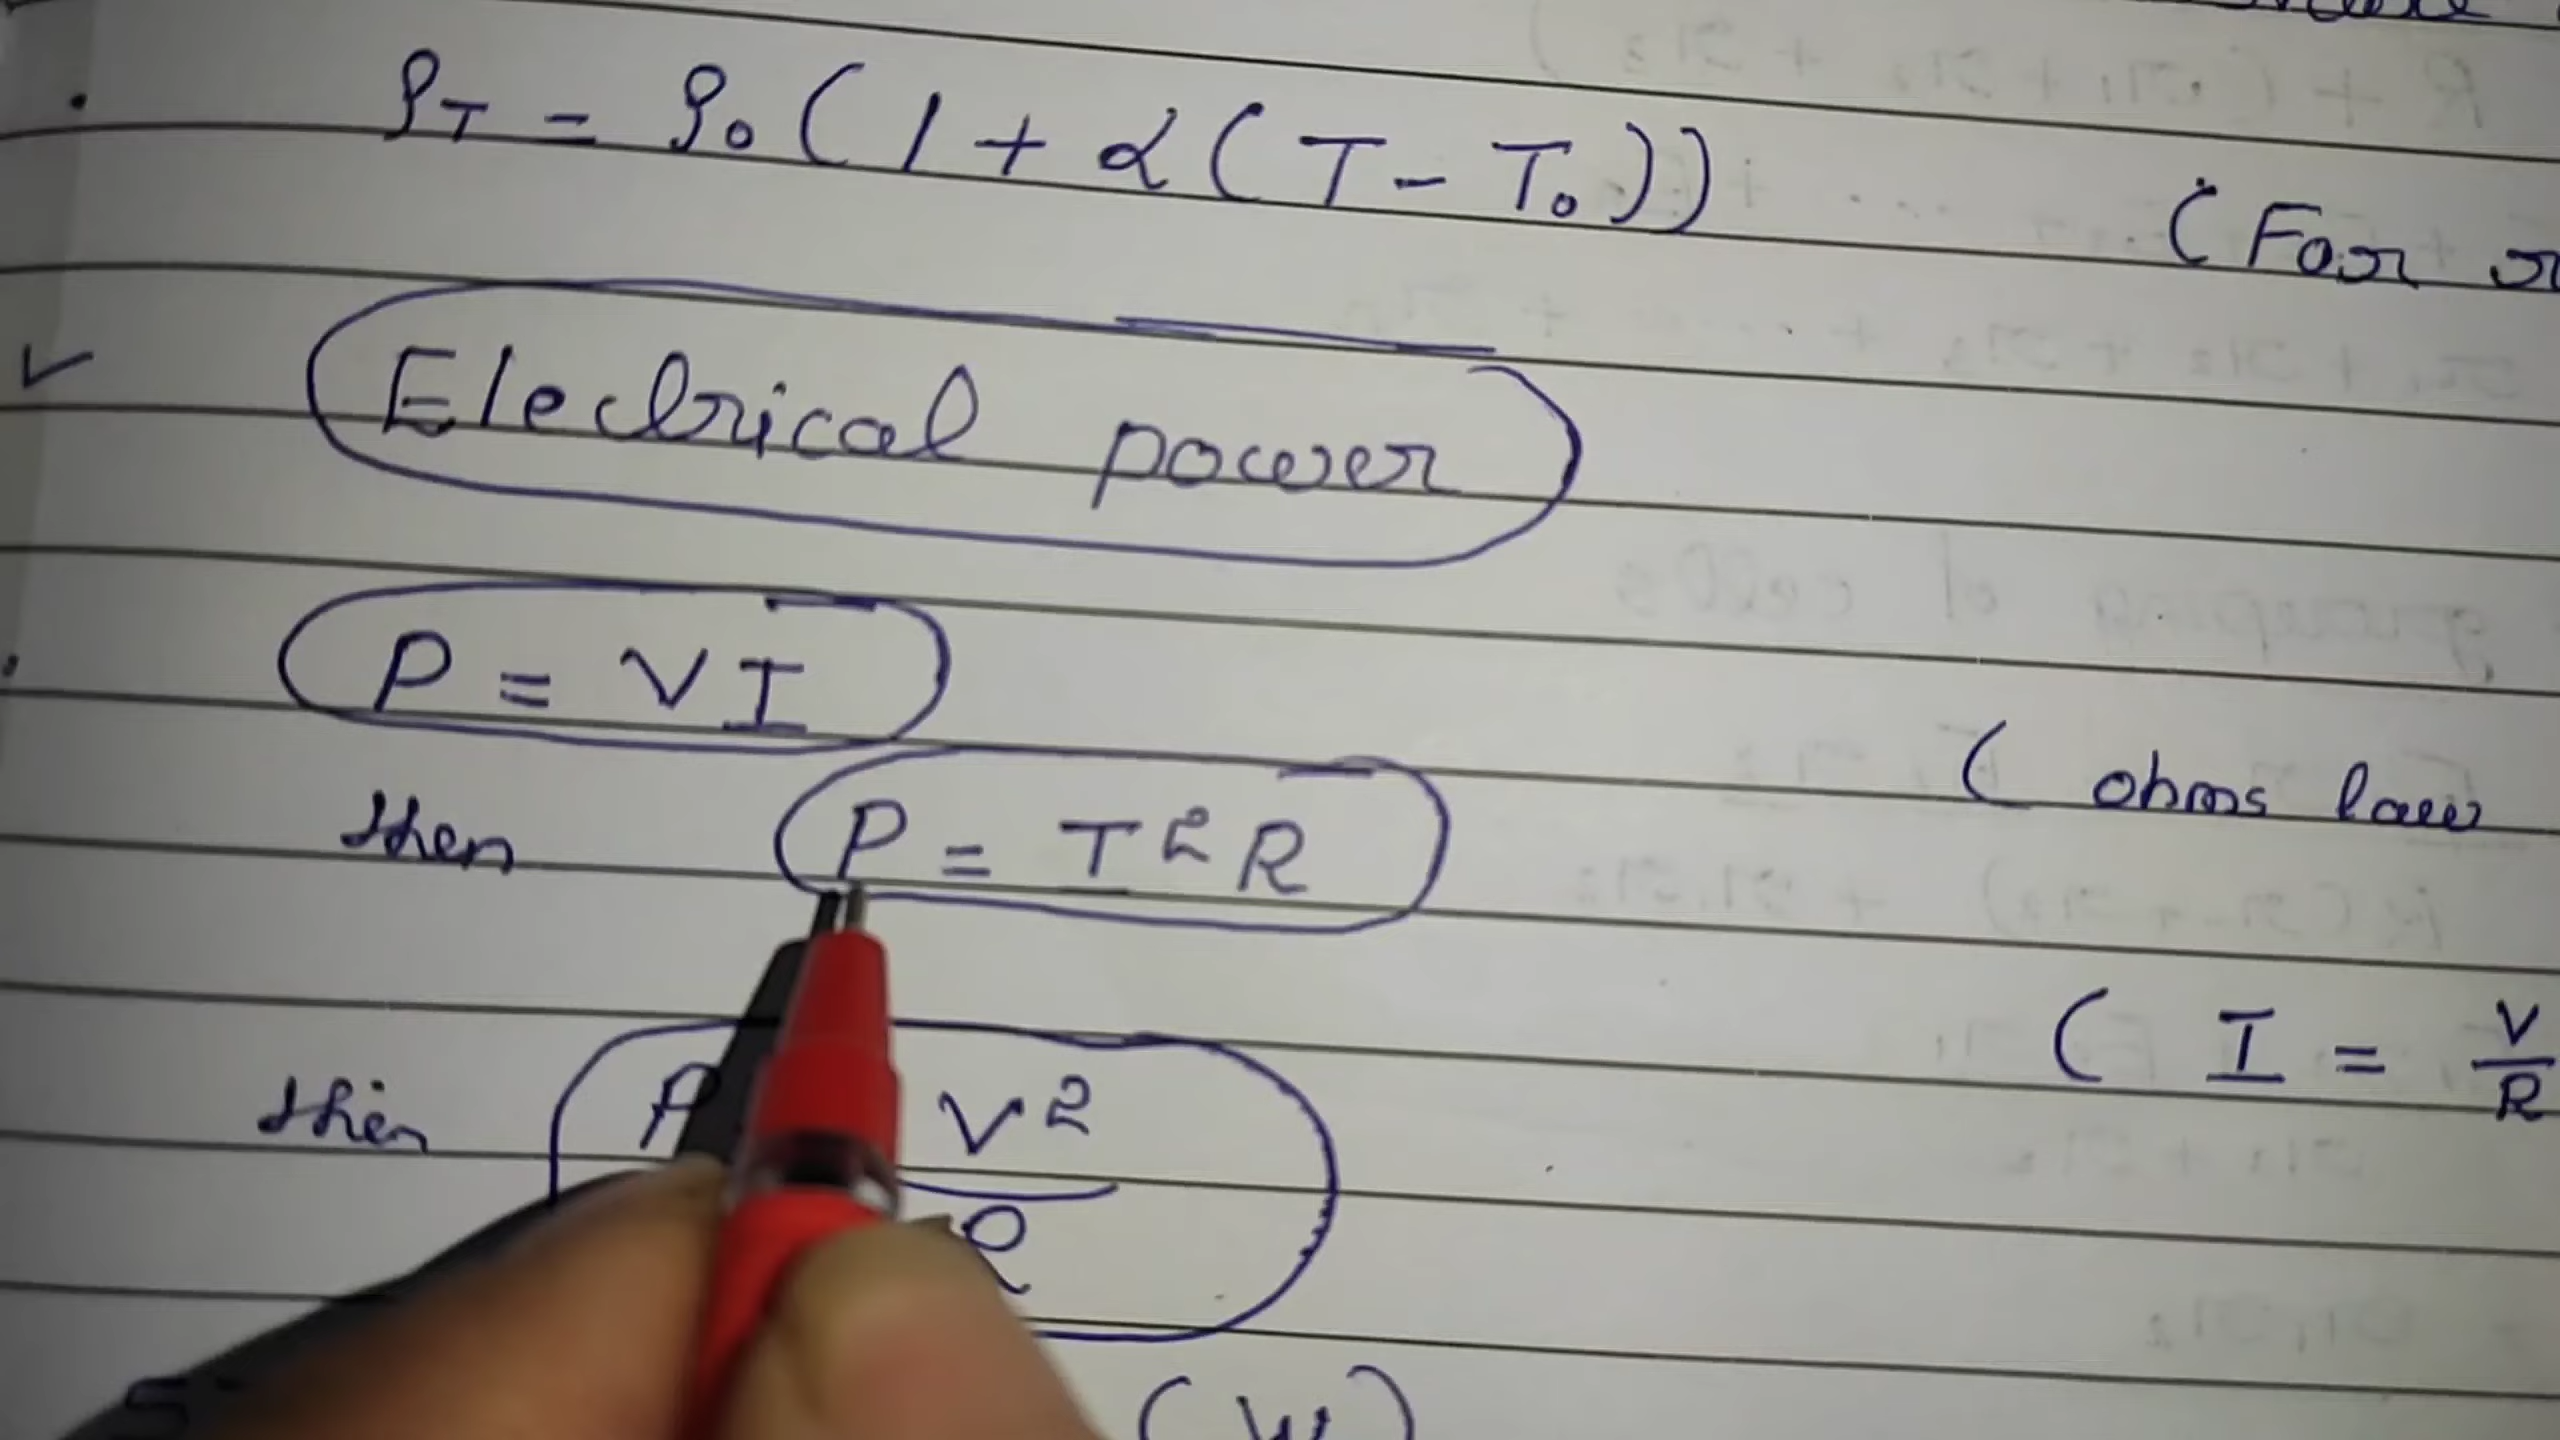 . ρT = ρ0 ( 1 + α ( T - T0 ) ) (For
✓ Electrical power
. P = VI
then P = I²R ( ohms law
then P V² / R ( I = V/R
(W)